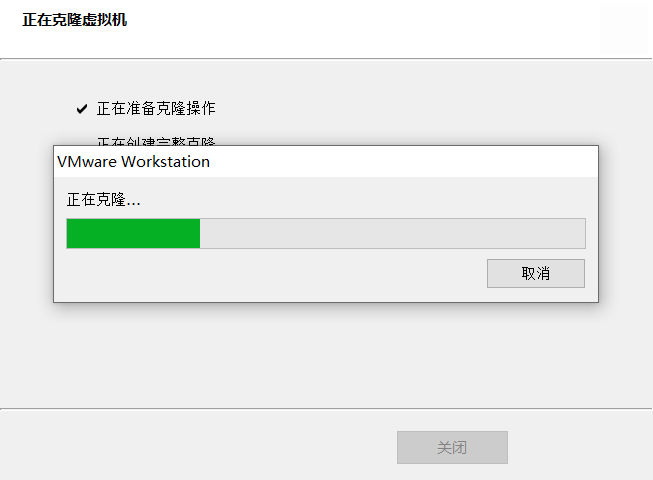 正在克隆虚拟机
正在准备克隆操作
正在创建完整克隆
VMware Workstation
正在克隆...
取消
关闭